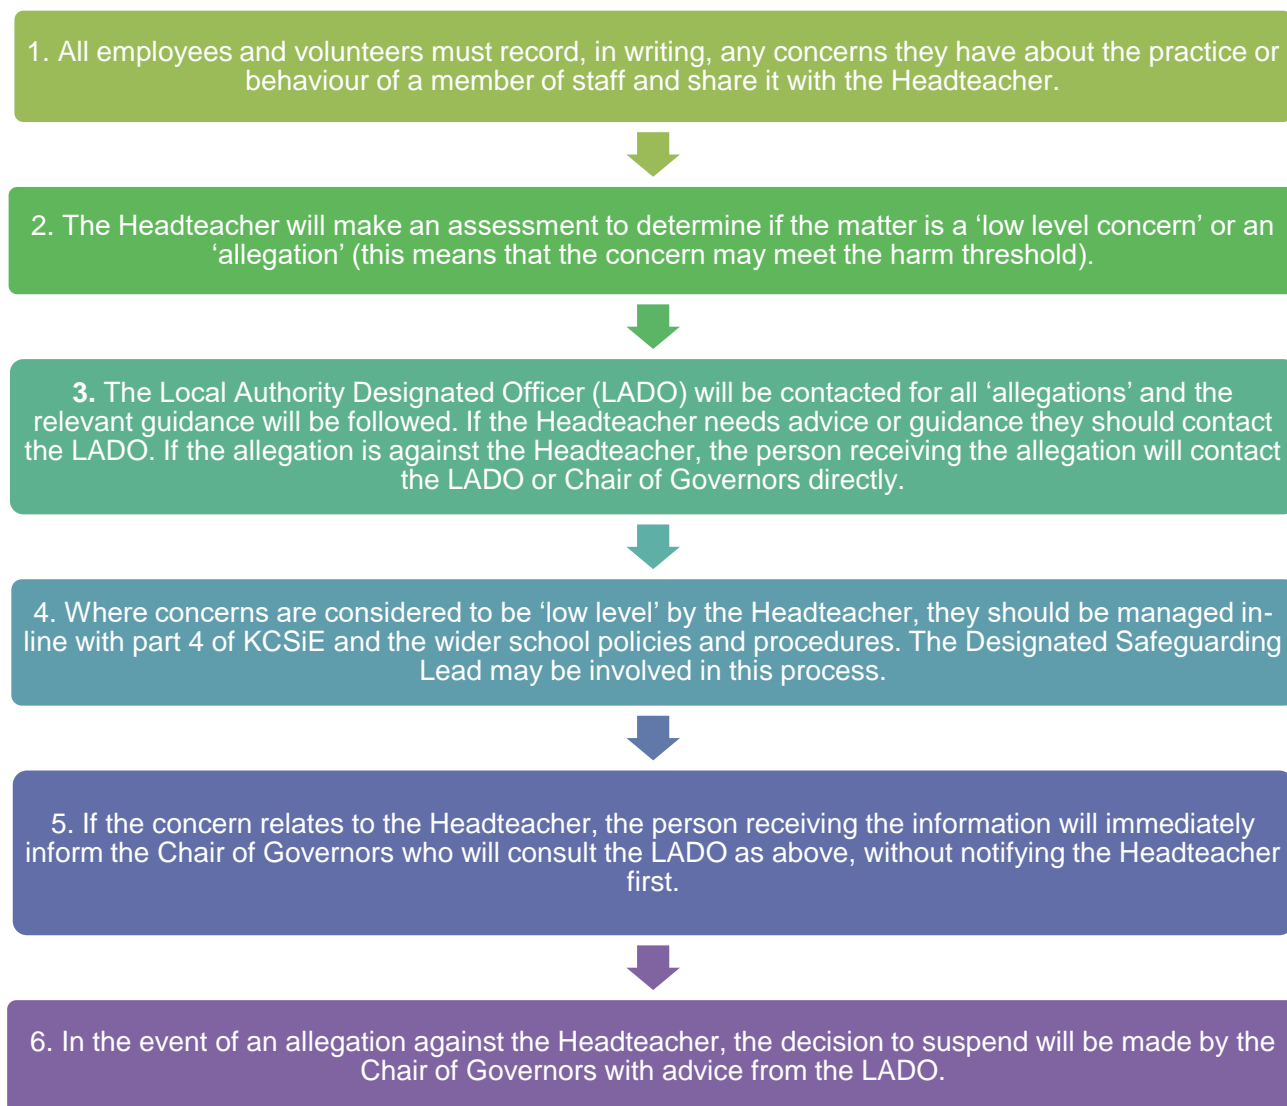 1. All employees and volunteers must record, in writing, any concerns they have about the practice or
behaviour of a member of staff and share it with the Headteacher.
2. The Headteacher will make an assessment to determine if the matter is a ‘low level concern’ or an
‘allegation’ (this means that the concern may meet the harm threshold).
3. The Local Authority Designated Officer (LADO) will be contacted for all ‘allegations’ and the
relevant guidance will be followed. If the Headteacher needs advice or guidance they should contact
the LADO. If the allegation is against the Headteacher, the person receiving the allegation will contact
the LADO or Chair of Governors directly.
4. Where concerns are considered to be ‘low level’ by the Headteacher, they should be managed in-
line with part 4 of KCSiE and the wider school policies and procedures. The Designated Safeguarding
Lead may be involved in this process.
5. If the concern relates to the Headteacher, the person receiving the information will immediately
inform the Chair of Governors who will consult the LADO as above, without notifying the Headteacher
first.
6. In the event of an allegation against the Headteacher, the decision to suspend will be made by the
Chair of Governors with advice from the LADO.